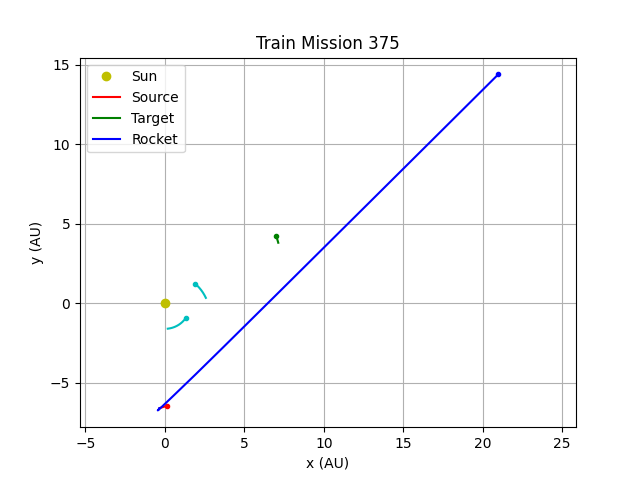 Train Mission 375
Sun
Source
Target
Rocket
15
10
5
0
−5
y (AU)
−5
0
5
10
15
20
25
x (AU)